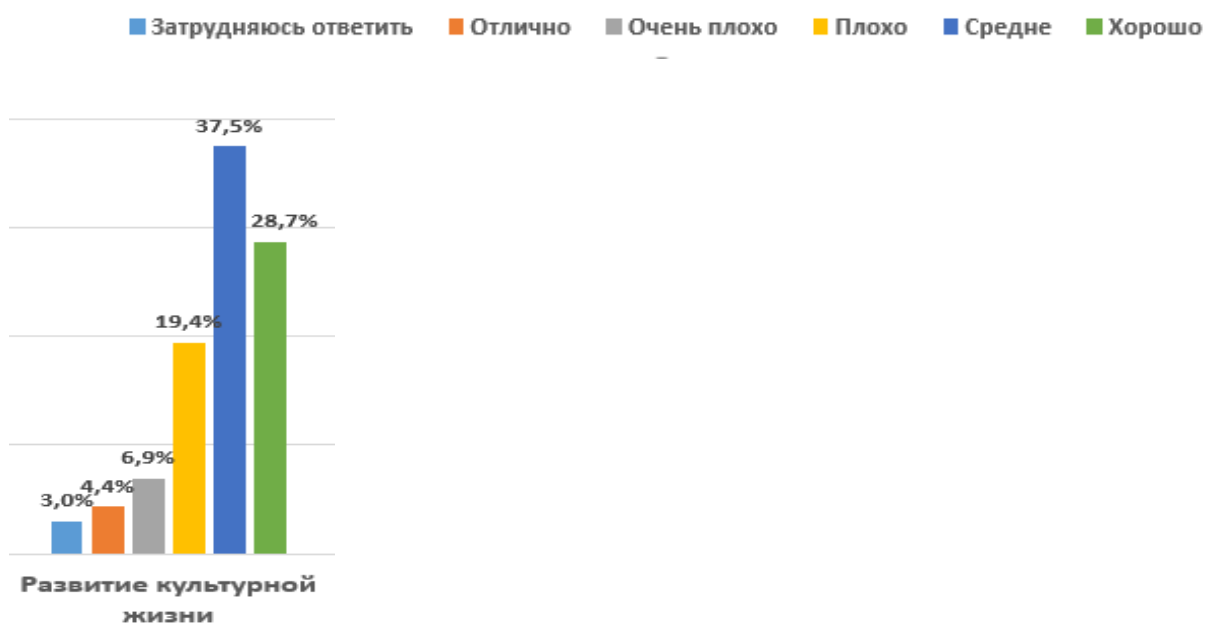 Затрудняюсь ответить Отлично Очень плохо Плохо Средне Хорошо
37,5%
28,7%
19,4%
6,9%
4,4%
3,0%
Развитие культурной
жизни